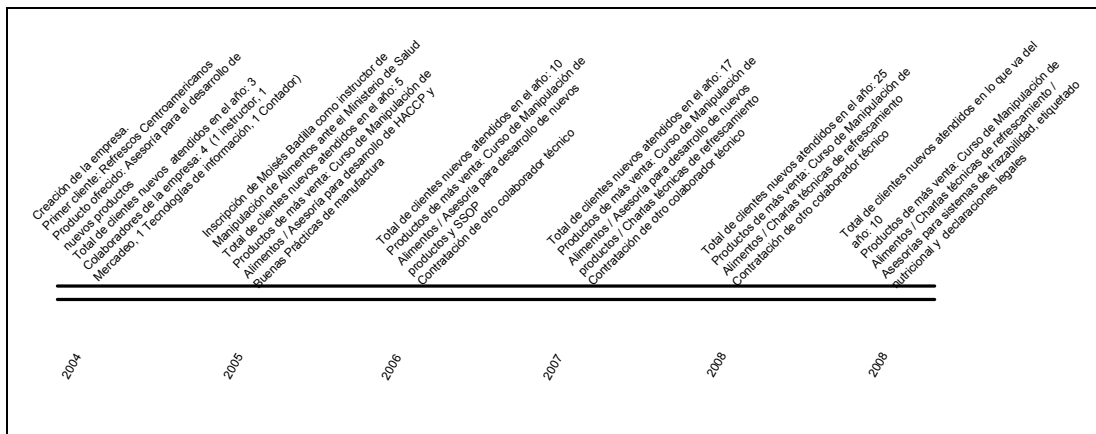 Creación de la empresa.
Primer cliente: Refrescos Centroamericanos
Producto ofrecido: Asesoría para el desarrollo de
nuevos productos
Total de clientes nuevos atendidos en el año: 3
Colaboradores de la empresa: 4 (1 instructor, 1
Mercadeo, 1 Tecnologías de información, 1 Contador)
Inscripción de Moisés Badilla como instructor de
Manipulación de Alimentos ante el Ministerio de Salud
Total de clientes nuevos atendidos en el año: 5
Productos de más venta: Curso de Manipulación de
Alimentos / Asesoría para desarrollo de HACCP y
Buenas Prácticas de manufactura
Total de clientes nuevos atendidos en el año: 10
Productos de más venta: Curso de Manipulación de
Alimentos / Asesoría para desarrollo de nuevos
productos y SSOP
Contratación de otro colaborador técnico
Total de clientes nuevos atendidos en el año: 17
Productos de más venta: Curso de Manipulación de
Alimentos / Asesoría para desarrollo de nuevos
productos / Charlas técnicas de refrescamiento
Contratación de otro colaborador técnico
Total de clientes nuevos atendidos en el año: 25
Productos de más venta: Curso de Manipulación de
Alimentos / Charlas técnicas de refrescamiento
Contratación de otro colaborador técnico
Total de clientes nuevos atendidos en lo que va del
año: 10
Productos de más venta: Curso de Manipulación de
Alimentos / Charlas técnicas de refrescamiento /
Asesorías para sistemas de trazabilidad, etiquetado
nutricional y declaraciones legales
2004
2005
2006
2007
2008
2008